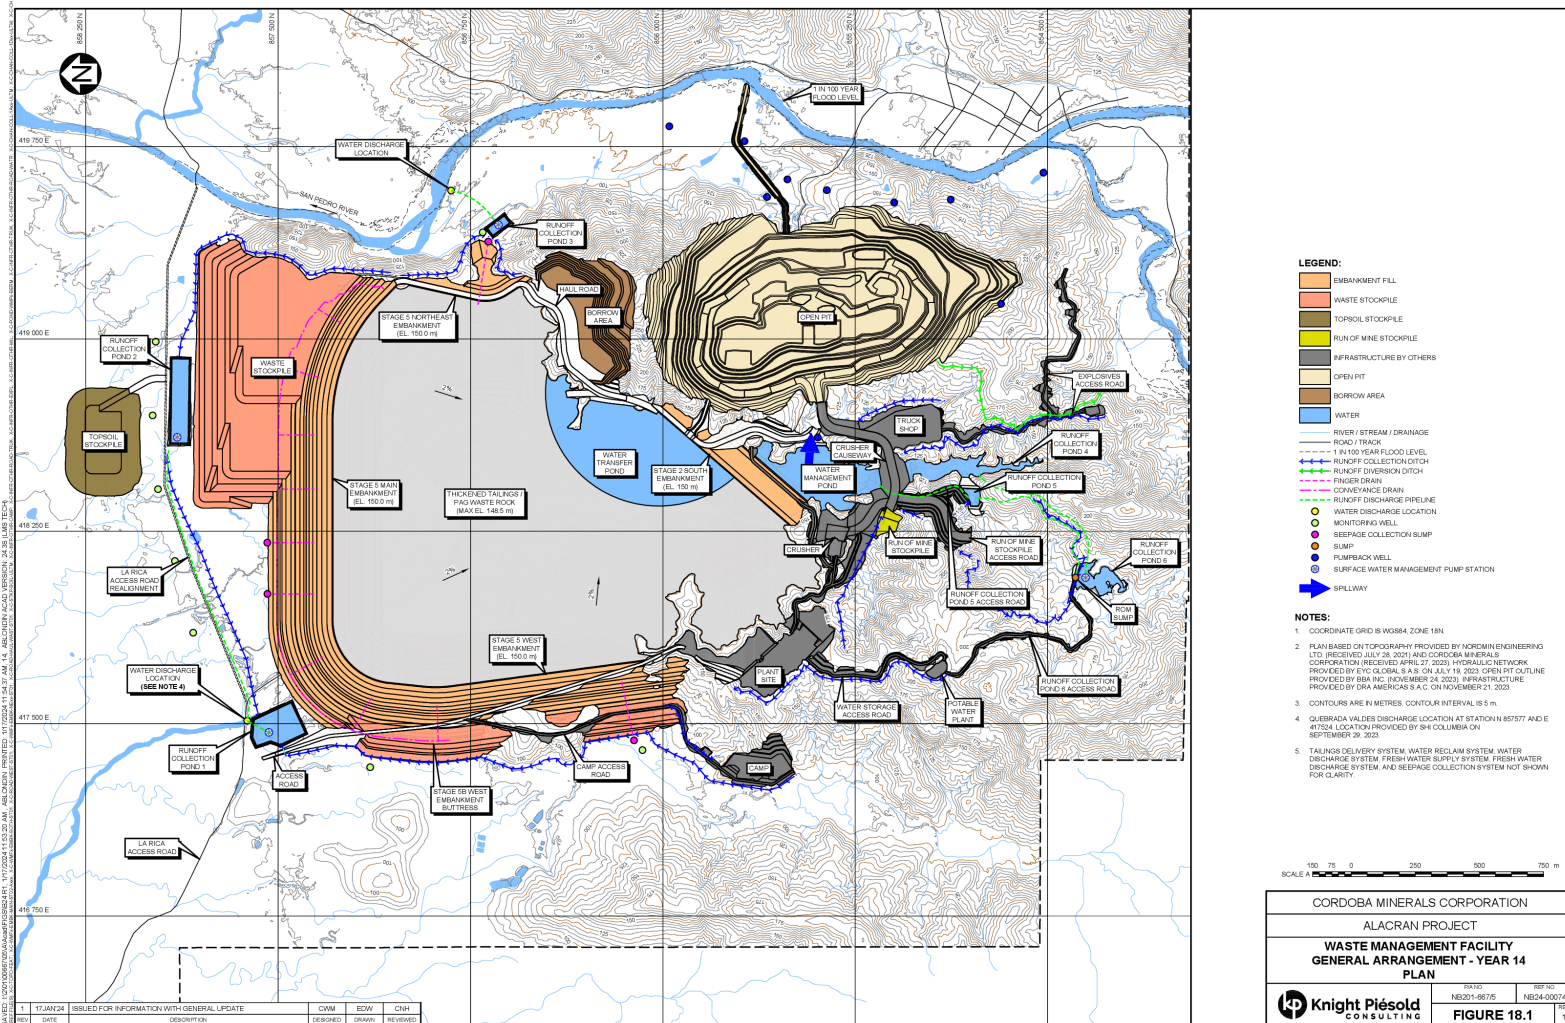 858 250 N
857 500 N
856 750 N
856 000 N
855 250 N
854 500 N
419 750 E
419 000 E
418 250 E
417 500 E
416 750 E
N
1 IN 100 YEAR
FLOOD LEVEL
WATER DISCHARGE
LOCATION
SAN PEDRO RIVER
RUNOFF
COLLECTION
POND 3
HAUL ROAD
BORROW
AREA
STAGE 5 NORTHEAST
EMBANKMENT
(EL. 150.0 m)
OPEN PIT
RUNOFF
COLLECTION
POND 2
WASTE
STOCKPILE
TOPSOIL
STOCKPILE
EXPLOSIVES
ACCESS ROAD
TRUCK
SHOP
RUNOFF
COLLECTION
POND 4
CRUSHER
CAUSEWAY
WATER
TRANSFER
POND
STAGE 2 SOUTH
EMBANKMENT
(EL. 150 m)
WATER
MANAGEMENT
POND
RUNOFF COLLECTION
POND 5
STAGE 5 MAIN
EMBANKMENT
(EL. 150.0 m)
THICKENED TAILINGS /
PAG WASTE ROCK
(MAX EL. 148.5 m)
2%
2%
2%
CRUSHER
RUN OF MINE
STOCKPILE
RUN OF MINE
STOCKPILE
ACCESS ROAD
RUNOFF
COLLECTION
POND 6
LA RICA
ACCESS ROAD
REALIGNMENT
RUNOFF COLLECTION
POND 5 ACCESS ROAD
ROM
SUMP
STAGE 5 WEST
EMBANKMENT
(EL. 150.0 m)
PLANT
SITE
WATER DISCHARGE
LOCATION
(SEE NOTE 4)
RUNOFF COLLECTION
POND 6 ACCESS ROAD
WATER STORAGE
ACCESS ROAD
POTABLE
WATER
PLANT
RUNOFF
COLLECTION
POND 1
ACCESS
ROAD
CAMP ACCESS
ROAD
CAMP
STAGE 5B WEST
EMBANKMENT
BUTTRESS
LA RICA
ACCESS ROAD
LEGEND:
EMBANKMENT FILL
WASTE STOCKPILE
TOPSOIL STOCKPILE
RUN OF MINE STOCKPILE
INFRASTRUCTURE BY OTHERS
OPEN PIT
BORROW AREA
WATER
RIVER / STREAM / DRAINAGE
ROAD / TRACK
1 IN 100 YEAR FLOOD LEVEL
RUNOFF COLLECTION DITCH
RUNOFF DIVERSION DITCH
FINGER DRAIN
CONVEYANCE DRAIN
RUNOFF DISCHARGE PIPELINE
WATER DISCHARGE LOCATION
MONITORING WELL
SEEPAGE COLLECTION SUMP
SUMP
PUMPBACK WELL
SURFACE WATER MANAGEMENT PUMP STATION
SPILLWAY
NOTES:
1. COORDINATE GRID IS WGS84, ZONE 18N.
2. PLAN BASED ON TOPOGRAPHY PROVIDED BY NORDMIN ENGINEERING
LTD. (RECEIVED JULY 28, 2021) AND CORDOBA MINERALS
CORPORATION (RECEIVED APRIL 27, 2023). HYDRAULIC NETWORK
PROVIDED BY EYC GLOBAL S.A.S. ON JULY 19, 2023. OPEN PIT OUTLINE
PROVIDED BY BBA INC. (NOVEMBER 24, 2023). INFRASTRUCTURE
PROVIDED BY DRA AMERICAS S.A.C. ON NOVEMBER 21, 2023.
3. CONTOURS ARE IN METRES. CONTOUR INTERVAL IS 5 m.
4. QUEBRADA VALDES DISCHARGE LOCATION AT STATION N 857577 AND E
417524. LOCATION PROVIDED BY SHI COLUMBIA ON
SEPTEMBER 29, 2023.
5. TAILINGS DELIVERY SYSTEM, WATER RECLAIM SYSTEM, WATER
DISCHARGE SYSTEM, FRESH WATER SUPPLY SYSTEM, FRESH WATER
DISCHARGE SYSTEM, AND SEEPAGE COLLECTION SYSTEM NOT SHOWN
FOR CLARITY.
150 75 0 250 500 750 m
SCALE A
CORDOBA MINERALS CORPORATION
ALACRAN PROJECT
WASTE MANAGEMENT FACILITY
GENERAL ARRANGEMENT - YEAR 14
PLAN
kp Knight Piésold
CONSULTING
P/A NO. REF NO.
NB201-667/5 NB24-00074
FIGURE 18.1
1 17JAN'24 ISSUED FOR INFORMATION WITH GENERAL UPDATE CWM EDW CNH
REV DATE DESCRIPTION DESIGNED DRAWN REVIEWED